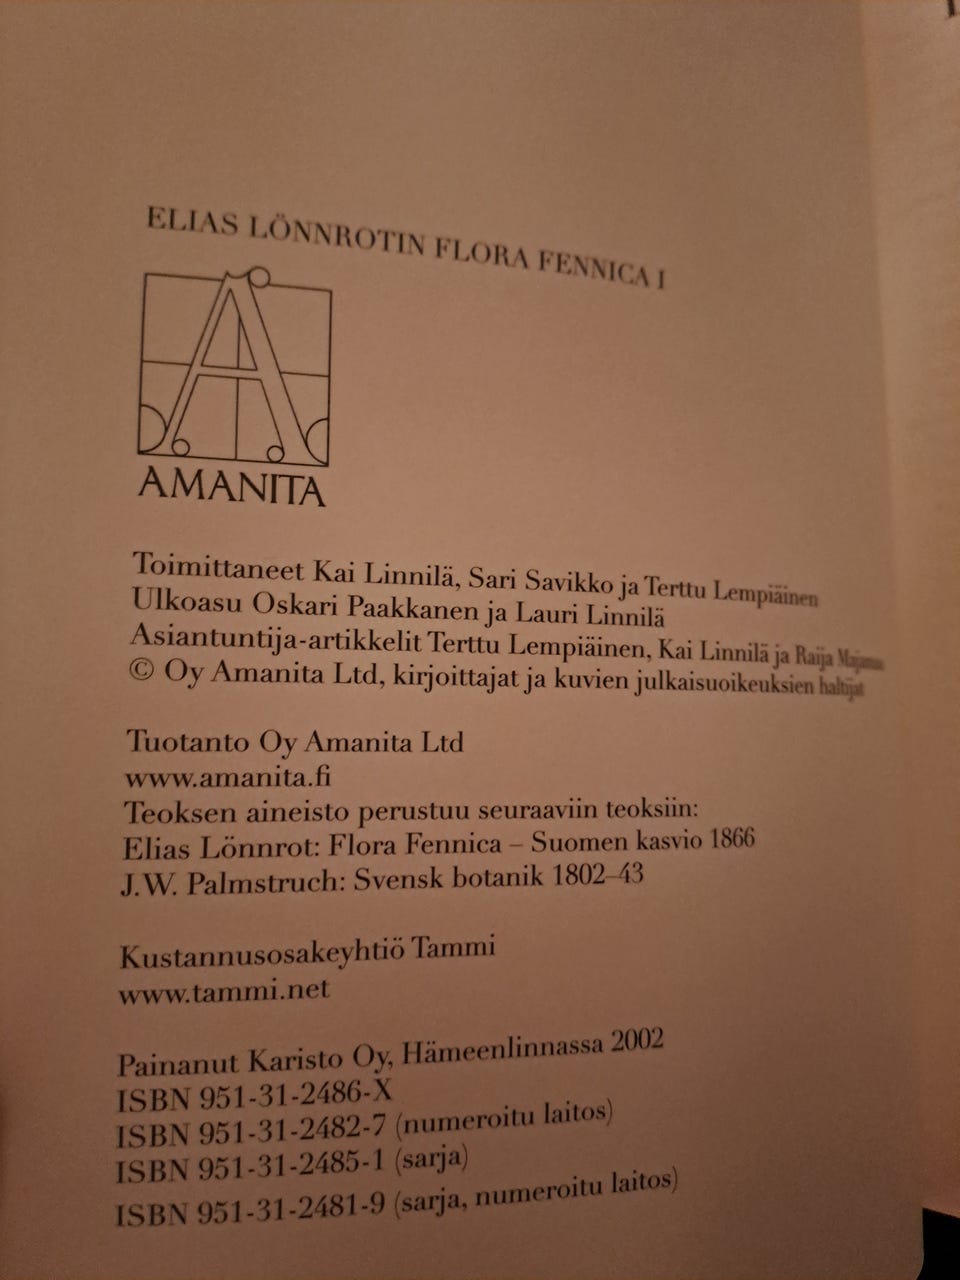 ELIAS LÖNNROTIN FLORA FENNICA I
AMANITA
Toimittaneet Kai Linnilä, Sari Savikko ja Terttu Lempiäinen
Ulkoasu Oskari Paakkanen ja Lauri Linnilä
Asiantuntija-artikkelit Terttu Lempiäinen, Kai Linnilä ja Raija Majamaa
© Oy Amanita Ltd, kirjoittajat ja kuvien julkaisuoikeuksien haltijat
Tuotanto Oy Amanita Ltd
www.amanita.fi
Teoksen aineisto perustuu seuraaviin teoksiin:
Elias Lönnrot: Flora Fennica – Suomen kasvio 1866
J.W. Palmstruch: Svensk botanik 1802–43
Kustannusosakeyhtiö Tammi
www.tammi.net
Painanut Karisto Oy, Hämeenlinnassa 2002
ISBN 951-31-2486-X
ISBN 951-31-2482-7 (numeroitu laitos)
ISBN 951-31-2485-1 (sarja)
ISBN 951-31-2481-9 (sarja, numeroitu laitos)